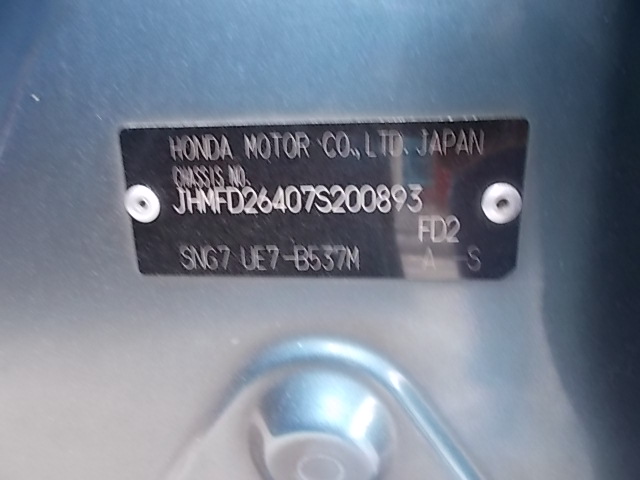 HONDA MOTOR CO., LTD. JAPAN
CHASSIS NO.
JHMFD26407S200893
FD2
SNG7 UE7-B537M A S